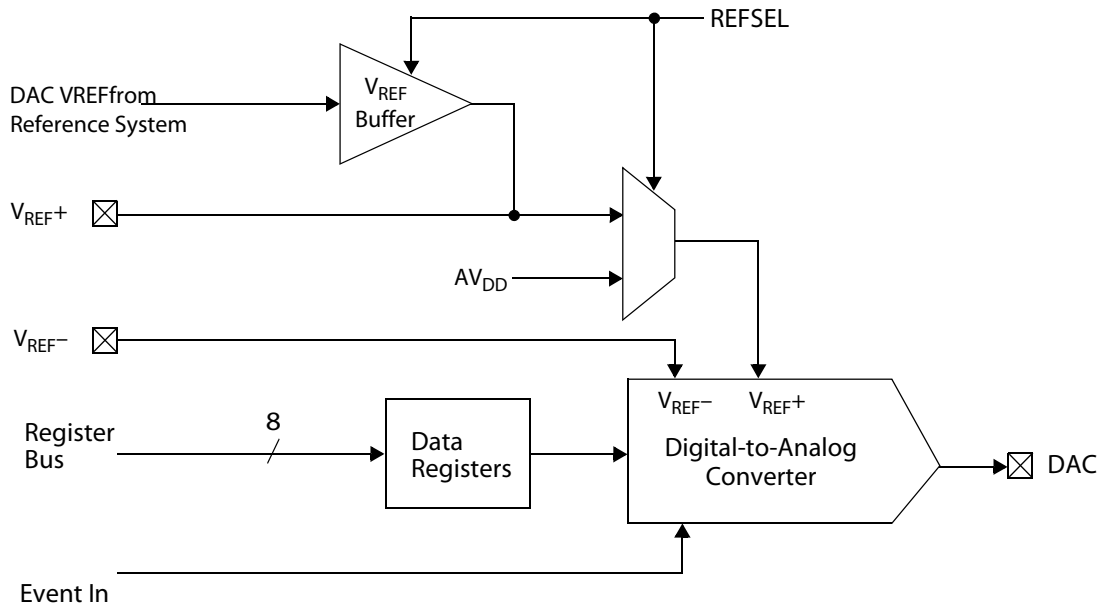 REFSEL
DAC VREFfrom
Reference System
VREF
Buffer
VREF+
AVDD
VREF–
VREF– VREF+
Register
Bus
8
Data
Registers
Digital-to-Analog
Converter
DAC
Event In